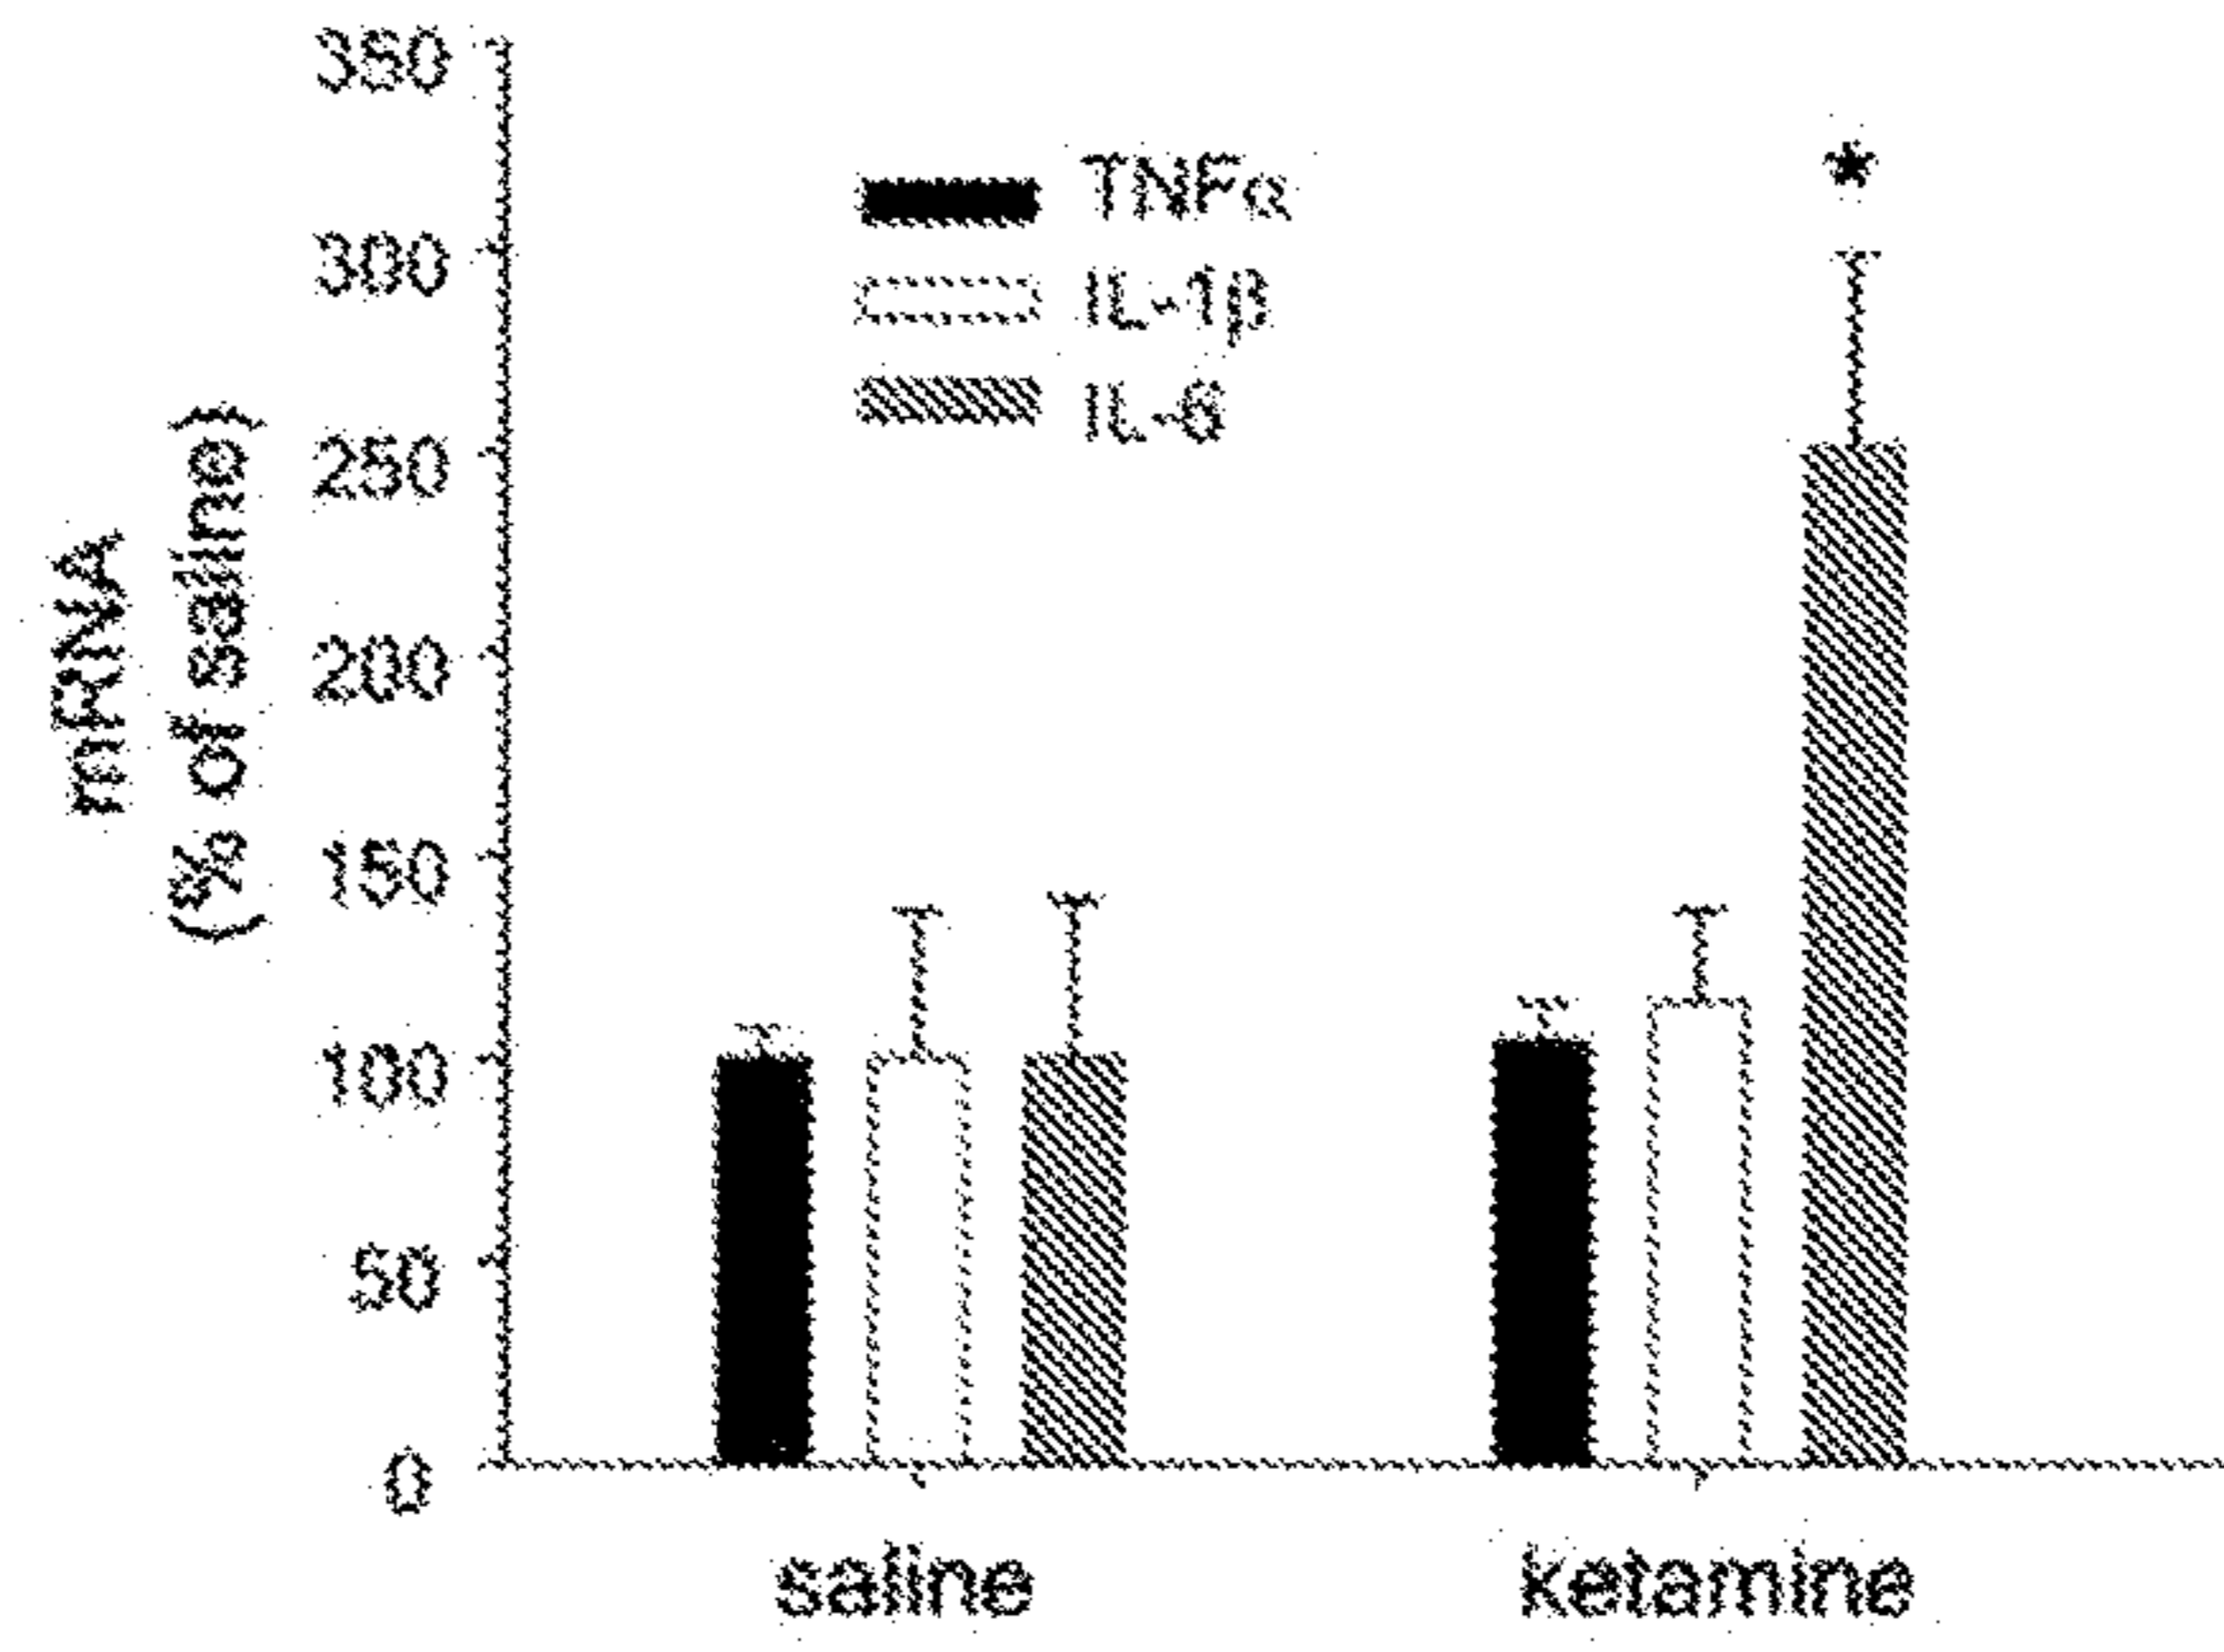 mRNA
(% of saline)
350
300
250
200
150
100
50
0
TNFα
IL-1β
IL-6
*
saline
ketamine